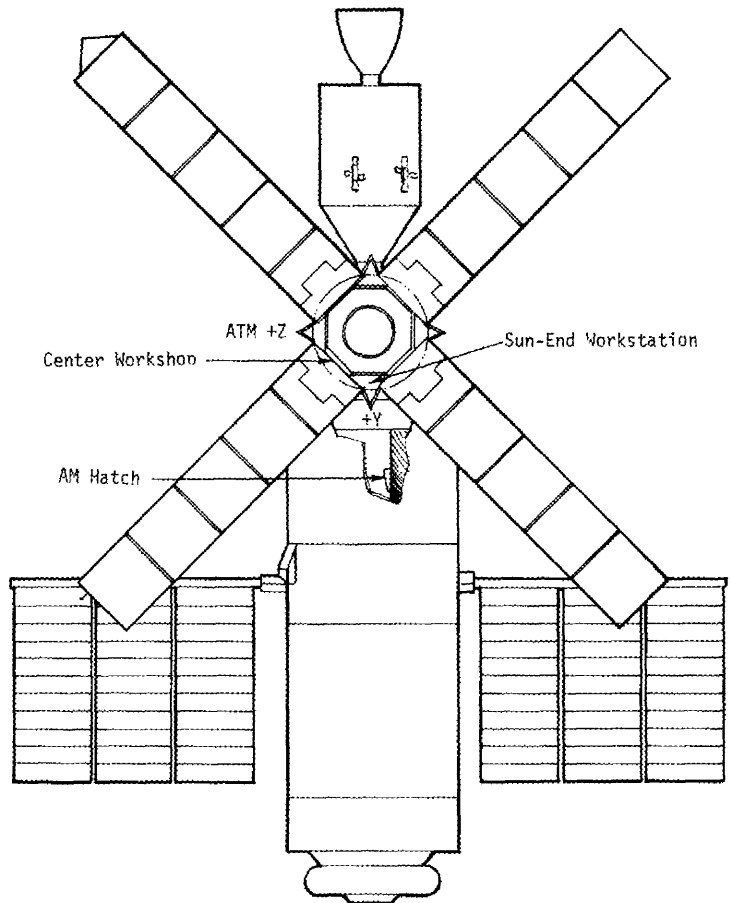 ATM +Z
Sun-End Workstation
Center Workshop
+Y
AM Hatch